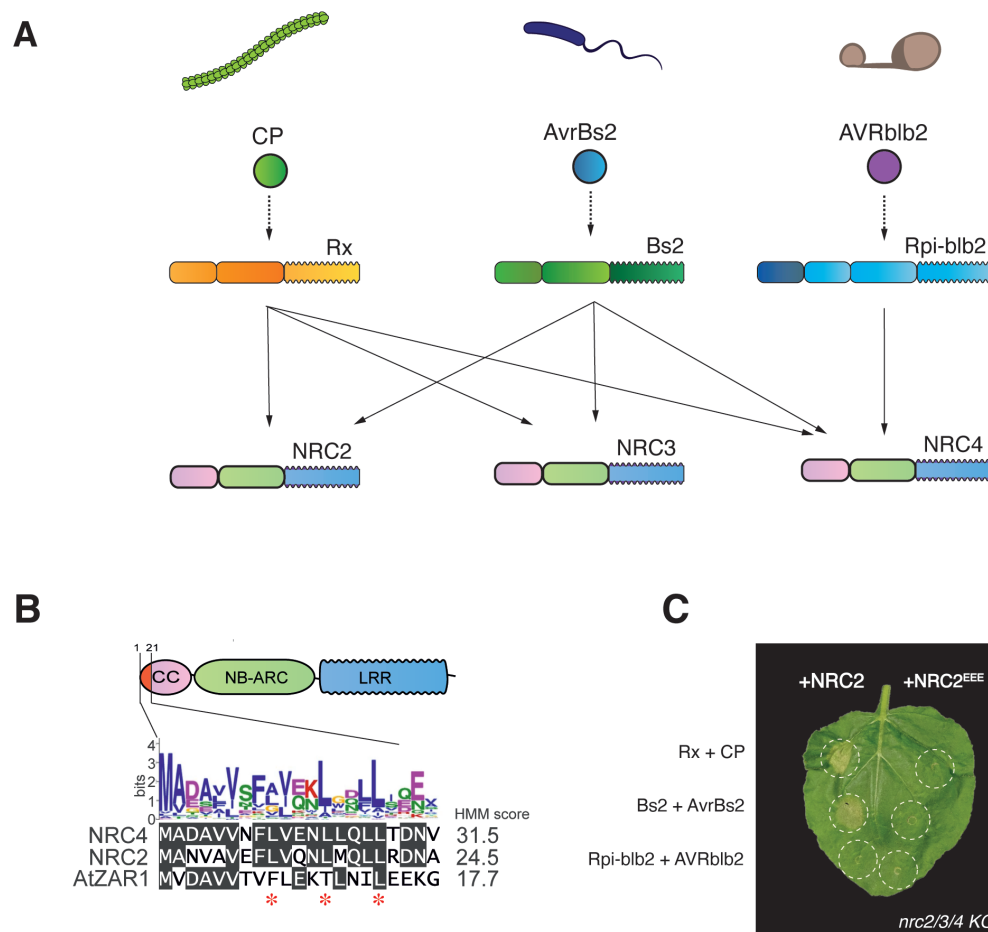 A
CP
AvrBs2
AVRblb2
Rx
Bs2
Rpi-blb2
NRC2
NRC3
NRC4
B
1 21
CC
NB-ARC
LRR
4
3
2
1
0
bits
HMM score
NRC4 MADAVVNFLVENLLQLLTDNV 31.5
NRC2 MANVAVEFLVQNLMQLLRDNA 24.5
AtZAR1 MVDAVVTVFLEKTLNILEEKG 17.7
* * *
C
+NRC2 +NRC2EEE
Rx + CP
Bs2 + AvrBs2
Rpi-blb2 + AVRblb2
nrc2/3/4